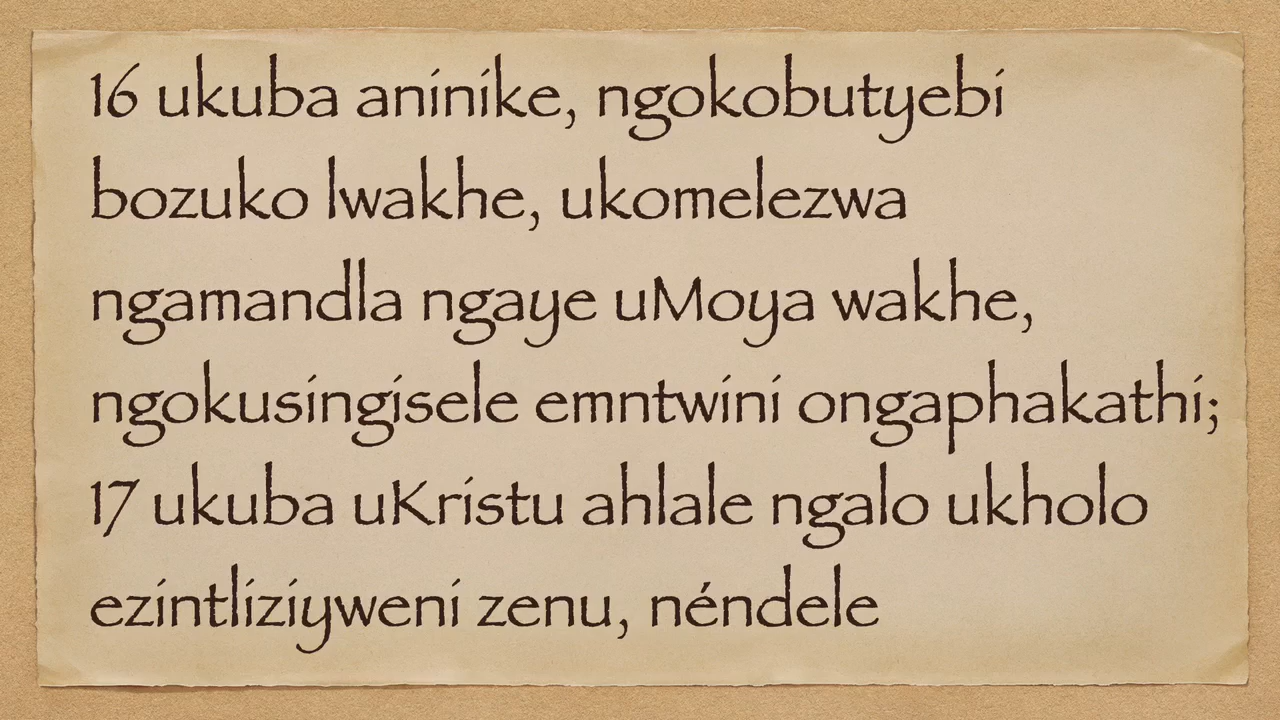 16 ukuba aninike, ngokobutyebi
bozuko lwakhe, ukomelezwa
ngamandla ngaye uMoya wakhe,
ngokusingisele emntwini ongaphakathi;
17 ukuba uKristu ahlale ngalo ukholo
ezintliziyweni zenu, néndele